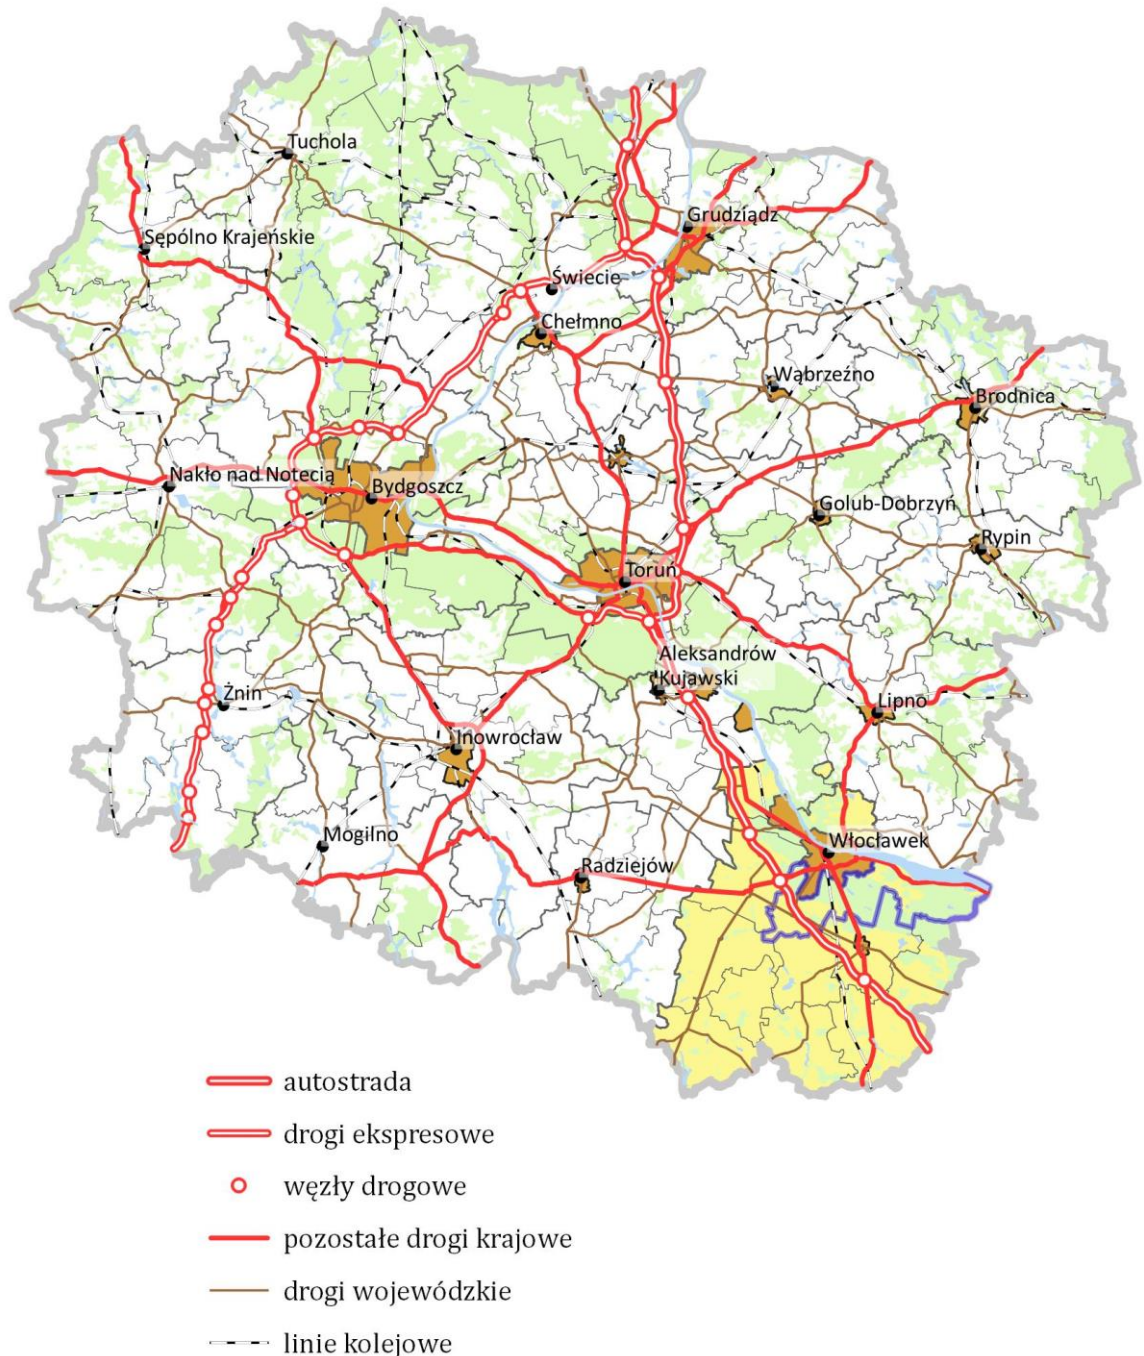 Tuchola
Grudziądz
Sępólno Krajeńskie
Świecie
Chełmno
Wąbrzeźno
Brodnica
Nakło nad Notecią
Bydgoszcz
Golub-Dobrzyń
Rypin
Toruń
Aleksandrów
Kujawski
Żnin
Lipno
Inowrocław
Mogilno
Włocławek
Radziejów
autostrada
drogi ekspresowe
węzły drogowe
pozostałe drogi krajowe
drogi wojewódzkie
linie kolejowe